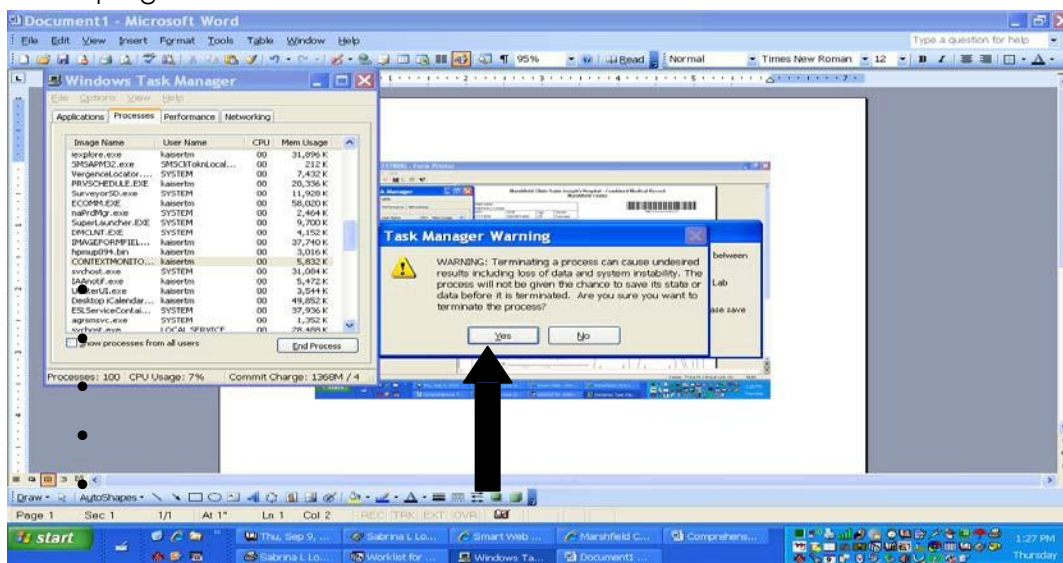 Document1 - Microsoft Word
File Edit View Insert Format Tools Table Window Help
Type a question for help
95% Read Normal Times New Roman 12
Windows Task Manager
File Options View Help
Applications Processes Performance Networking
Image Name User Name CPU Mem Usage
iexplore.exe kaisertm 00 31,896 K
SMSAPM32.exe SMSCliToknLocal... 00 212 K
VergenceLocator.... SYSTEM 00 7,432 K
PRVSCHEDULE.EXE kaisertm 00 20,336 K
SurveyorSD.exe SYSTEM 00 11,928 K
ECOMM.EXE kaisertm 00 58,020 K
naPrdMgr.exe SYSTEM 00 2,464 K
SuperLauncher.EXE SYSTEM 00 9,700 K
DMCLNT.EXE SYSTEM 00 4,152 K
IMAGEFORMFIEL... kaisertm 00 37,740 K
hpmup094.bin kaisertm 00 3,016 K
CONTEXTMONITO... kaisertm 00 5,832 K
svchost.exe SYSTEM 00 31,084 K
IAAnotif.exe kaisertm 00 5,472 K
kaisertm 00 3,544 K
Desktop iCalendar... kaisertm 00 49,852 K
ESLServiceContai... SYSTEM 00 37,936 K
agrsmsvc.exe SYSTEM 00 1,352 K
svchost.exe LOCAL SERVICE 00 28,488 K
Show processes from all users
End Process
Processes: 100 CPU Usage: 7% Commit Charge: 1368M / 4
Task Manager Warning
WARNING: Terminating a process can cause undesired
results including loss of data and system instability. The
process will not be given the chance to save its state or
data before it is terminated. Are you sure you want to
terminate the process?
Yes No
between
Lab
ase save
Draw AutoShapes
Page 1 Sec 1 1/1 At 1" Ln 1 Col 2 REC TRK EXT OVR
start
Thu, Sep 9, ... Sabrina L Lo... Smart Web ... Marshfield C... Comprehens...
Sabrina L Lo... Worklist for ... Windows Ta... Document1 ...
1:27 PM
Thursday